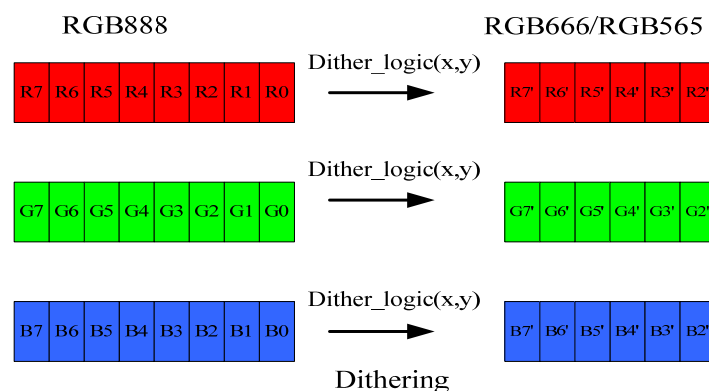 RGB888 RGB666/RGB565
Dither_logic(x,y)
R7 R6 R5 R4 R3 R2 R1 R0 R7' R6' R5' R4' R3' R2'
Dither_logic(x,y)
G7 G6 G5 G4 G3 G2 G1 G0 G7' G6' G5' G4' G3' G2'
Dither_logic(x,y)
B7 B6 B5 B4 B3 B2 B1 B0 B7' B6' B5' B4' B3' B2'
Dithering